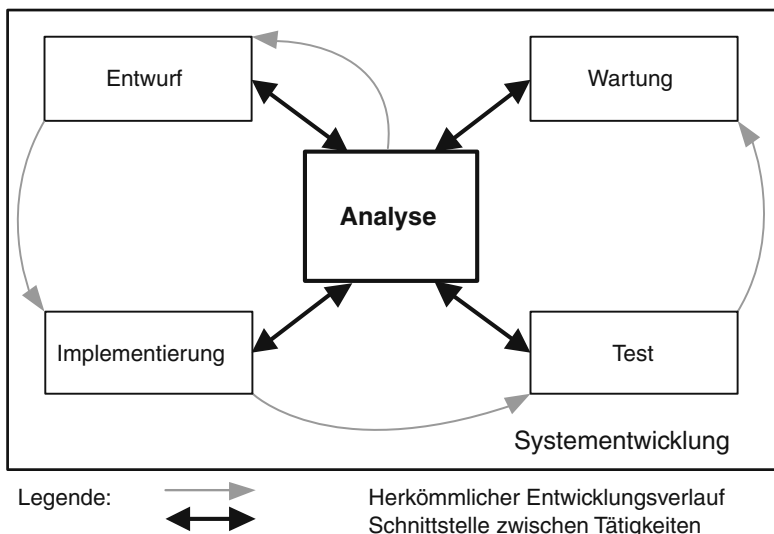 Entwurf
Wartung
Analyse
Implementierung
Test
Systementwicklung
Legende:
Herkömmlicher Entwicklungsverlauf
Schnittstelle zwischen Tätigkeiten